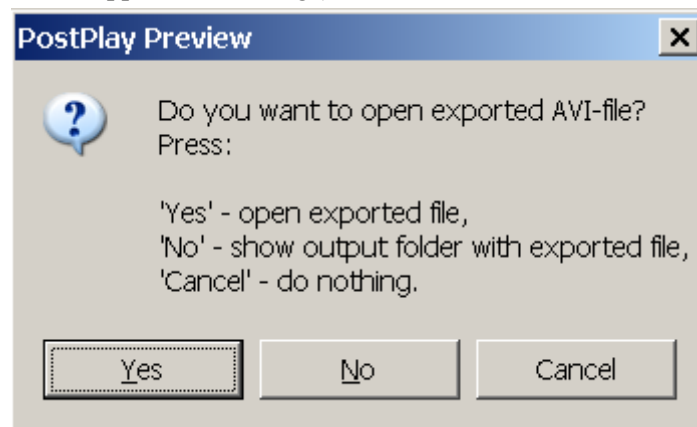 PostPlay Preview
Do you want to open exported AVI-file?
Press:
'Yes' - open exported file,
'No' - show output folder with exported file,
'Cancel' - do nothing.
Yes
No
Cancel